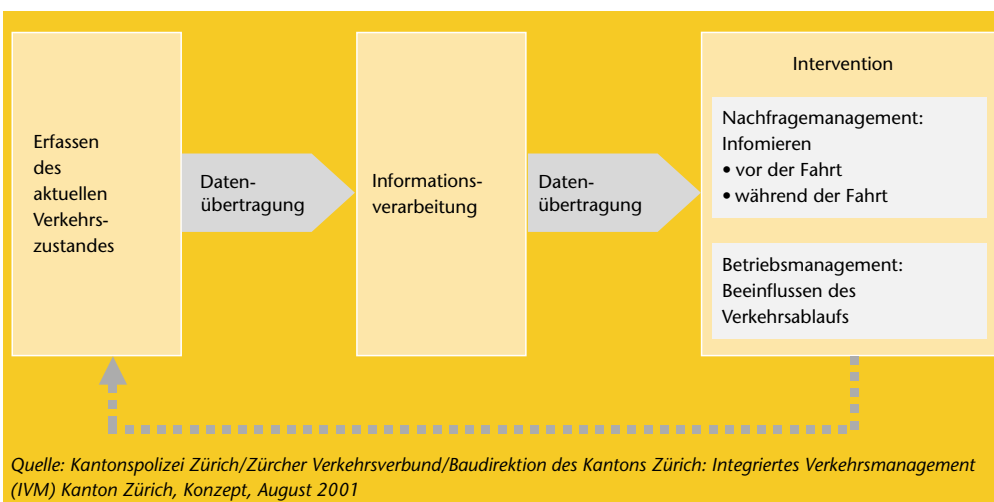 Erfassen
des
aktuellen
Verkehrs-
zustandes
Daten-
übertragung
Informations-
verarbeitung
Daten-
übertragung
Intervention
Nachfragemanagement:
Infomieren
• vor der Fahrt
• während der Fahrt
Betriebsmanagement:
Beeinflussen des
Verkehrsablaufs
Quelle: Kantonspolizei Zürich/Zürcher Verkehrsverbund/Baudirektion des Kantons Zürich: Integriertes Verkehrsmanagement
(IVM) Kanton Zürich, Konzept, August 2001